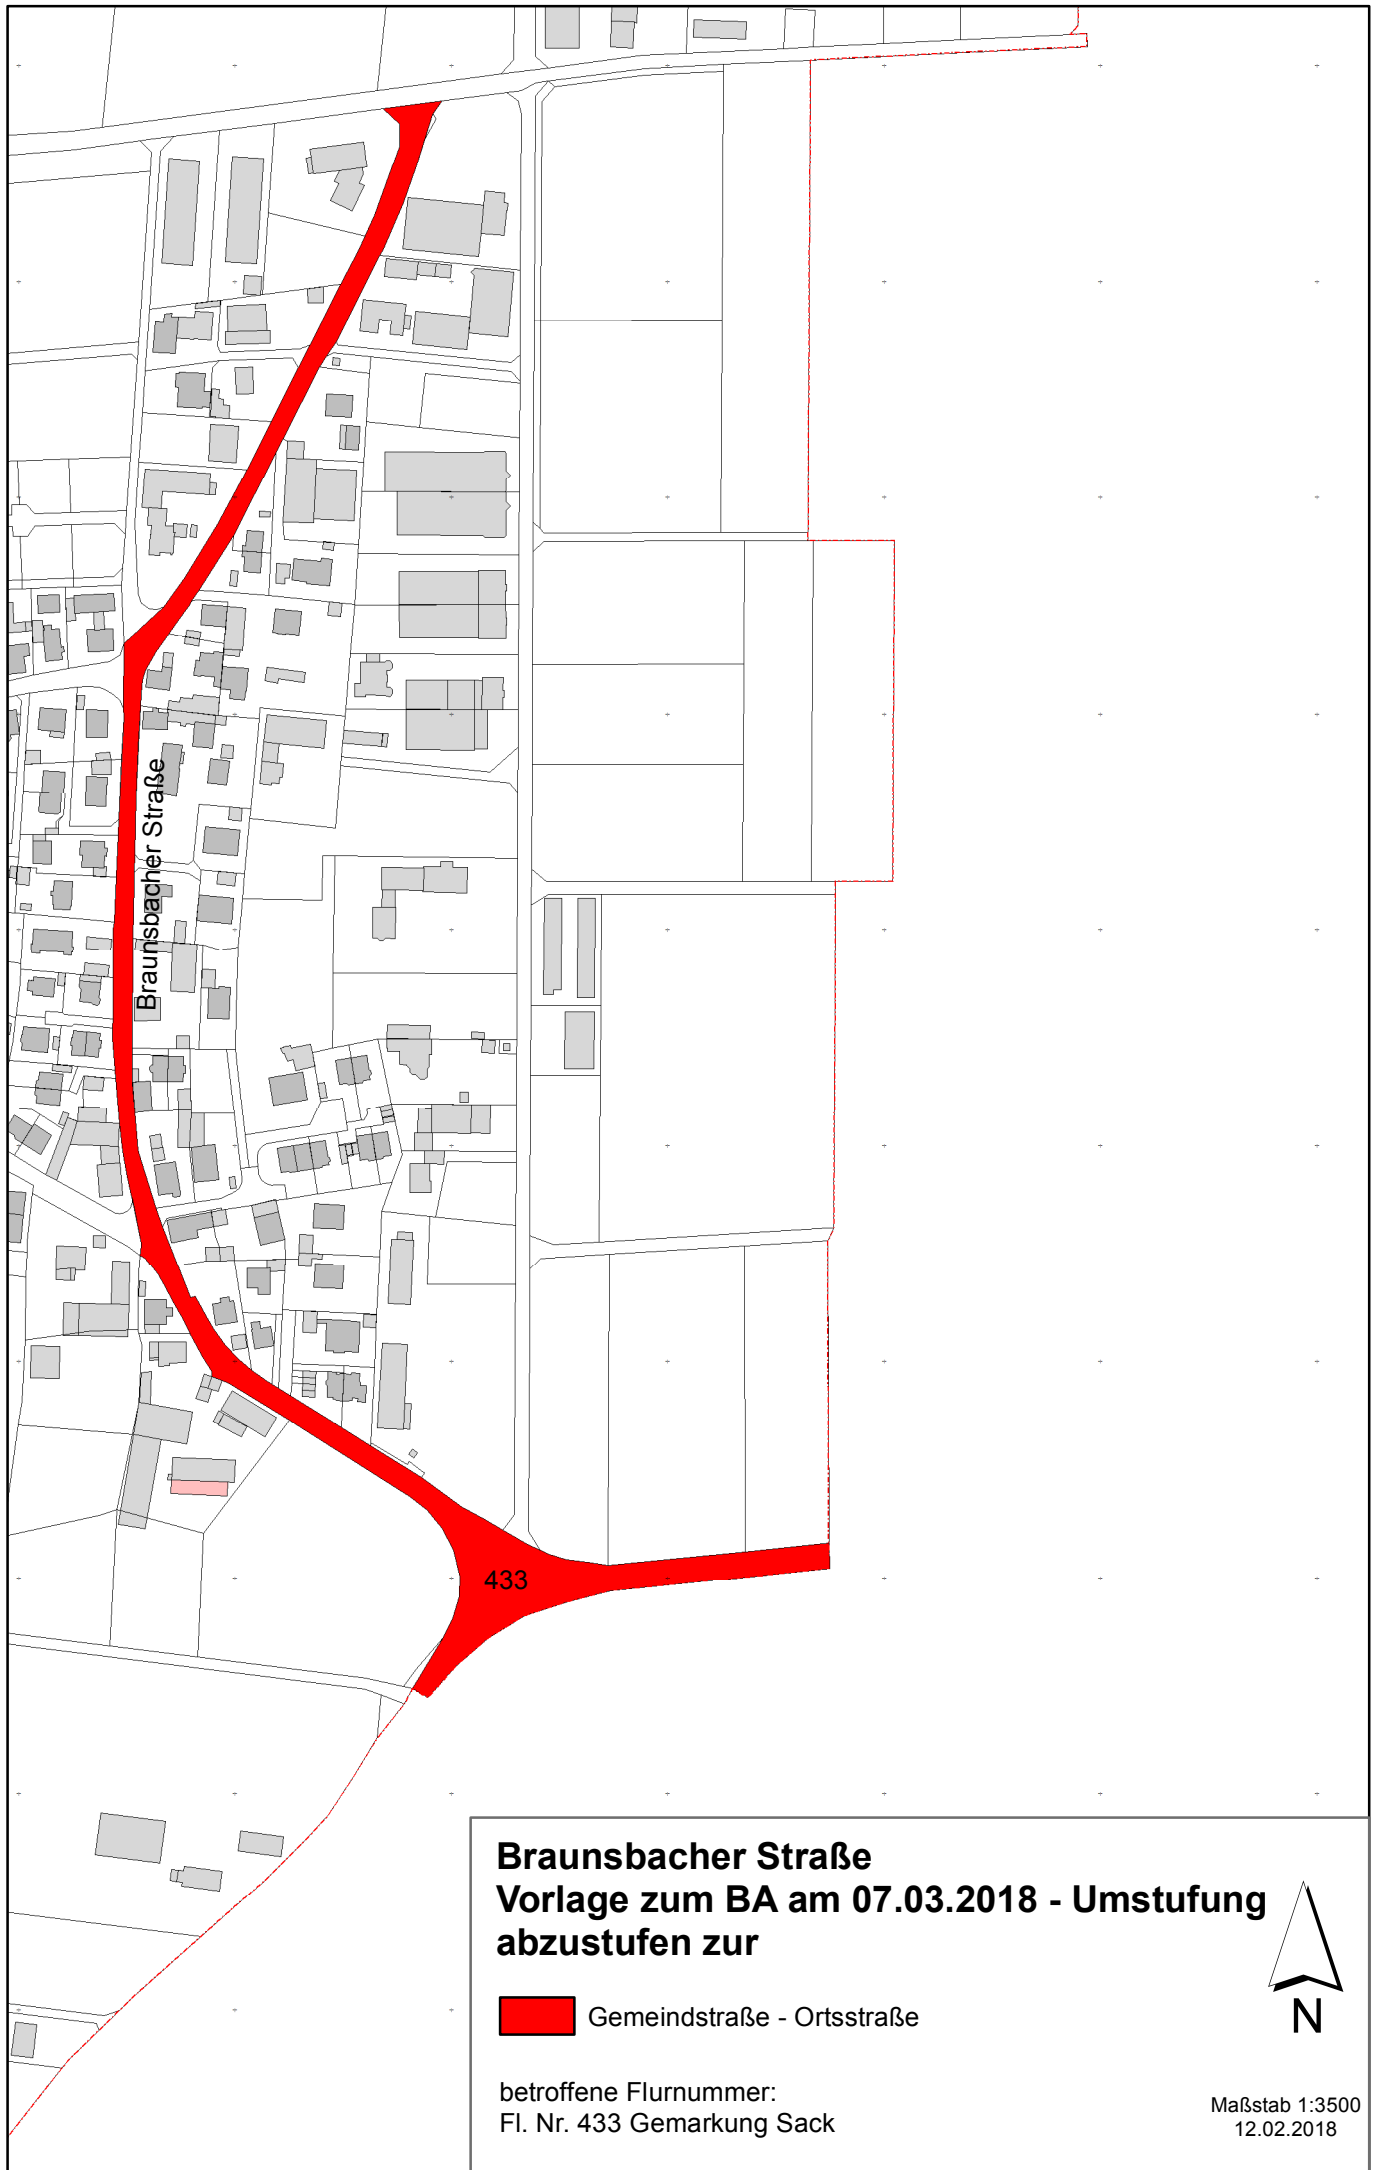 Braunsbacher Straße
433
Braunsbacher Straße
Vorlage zum BA am 07.03.2018 - Umstufung
abzustufen zur
Gemeindstraße - Ortsstraße
N
betroffene Flurnummer:
Fl. Nr. 433 Gemarkung Sack
Maßstab 1:3500
12.02.2018